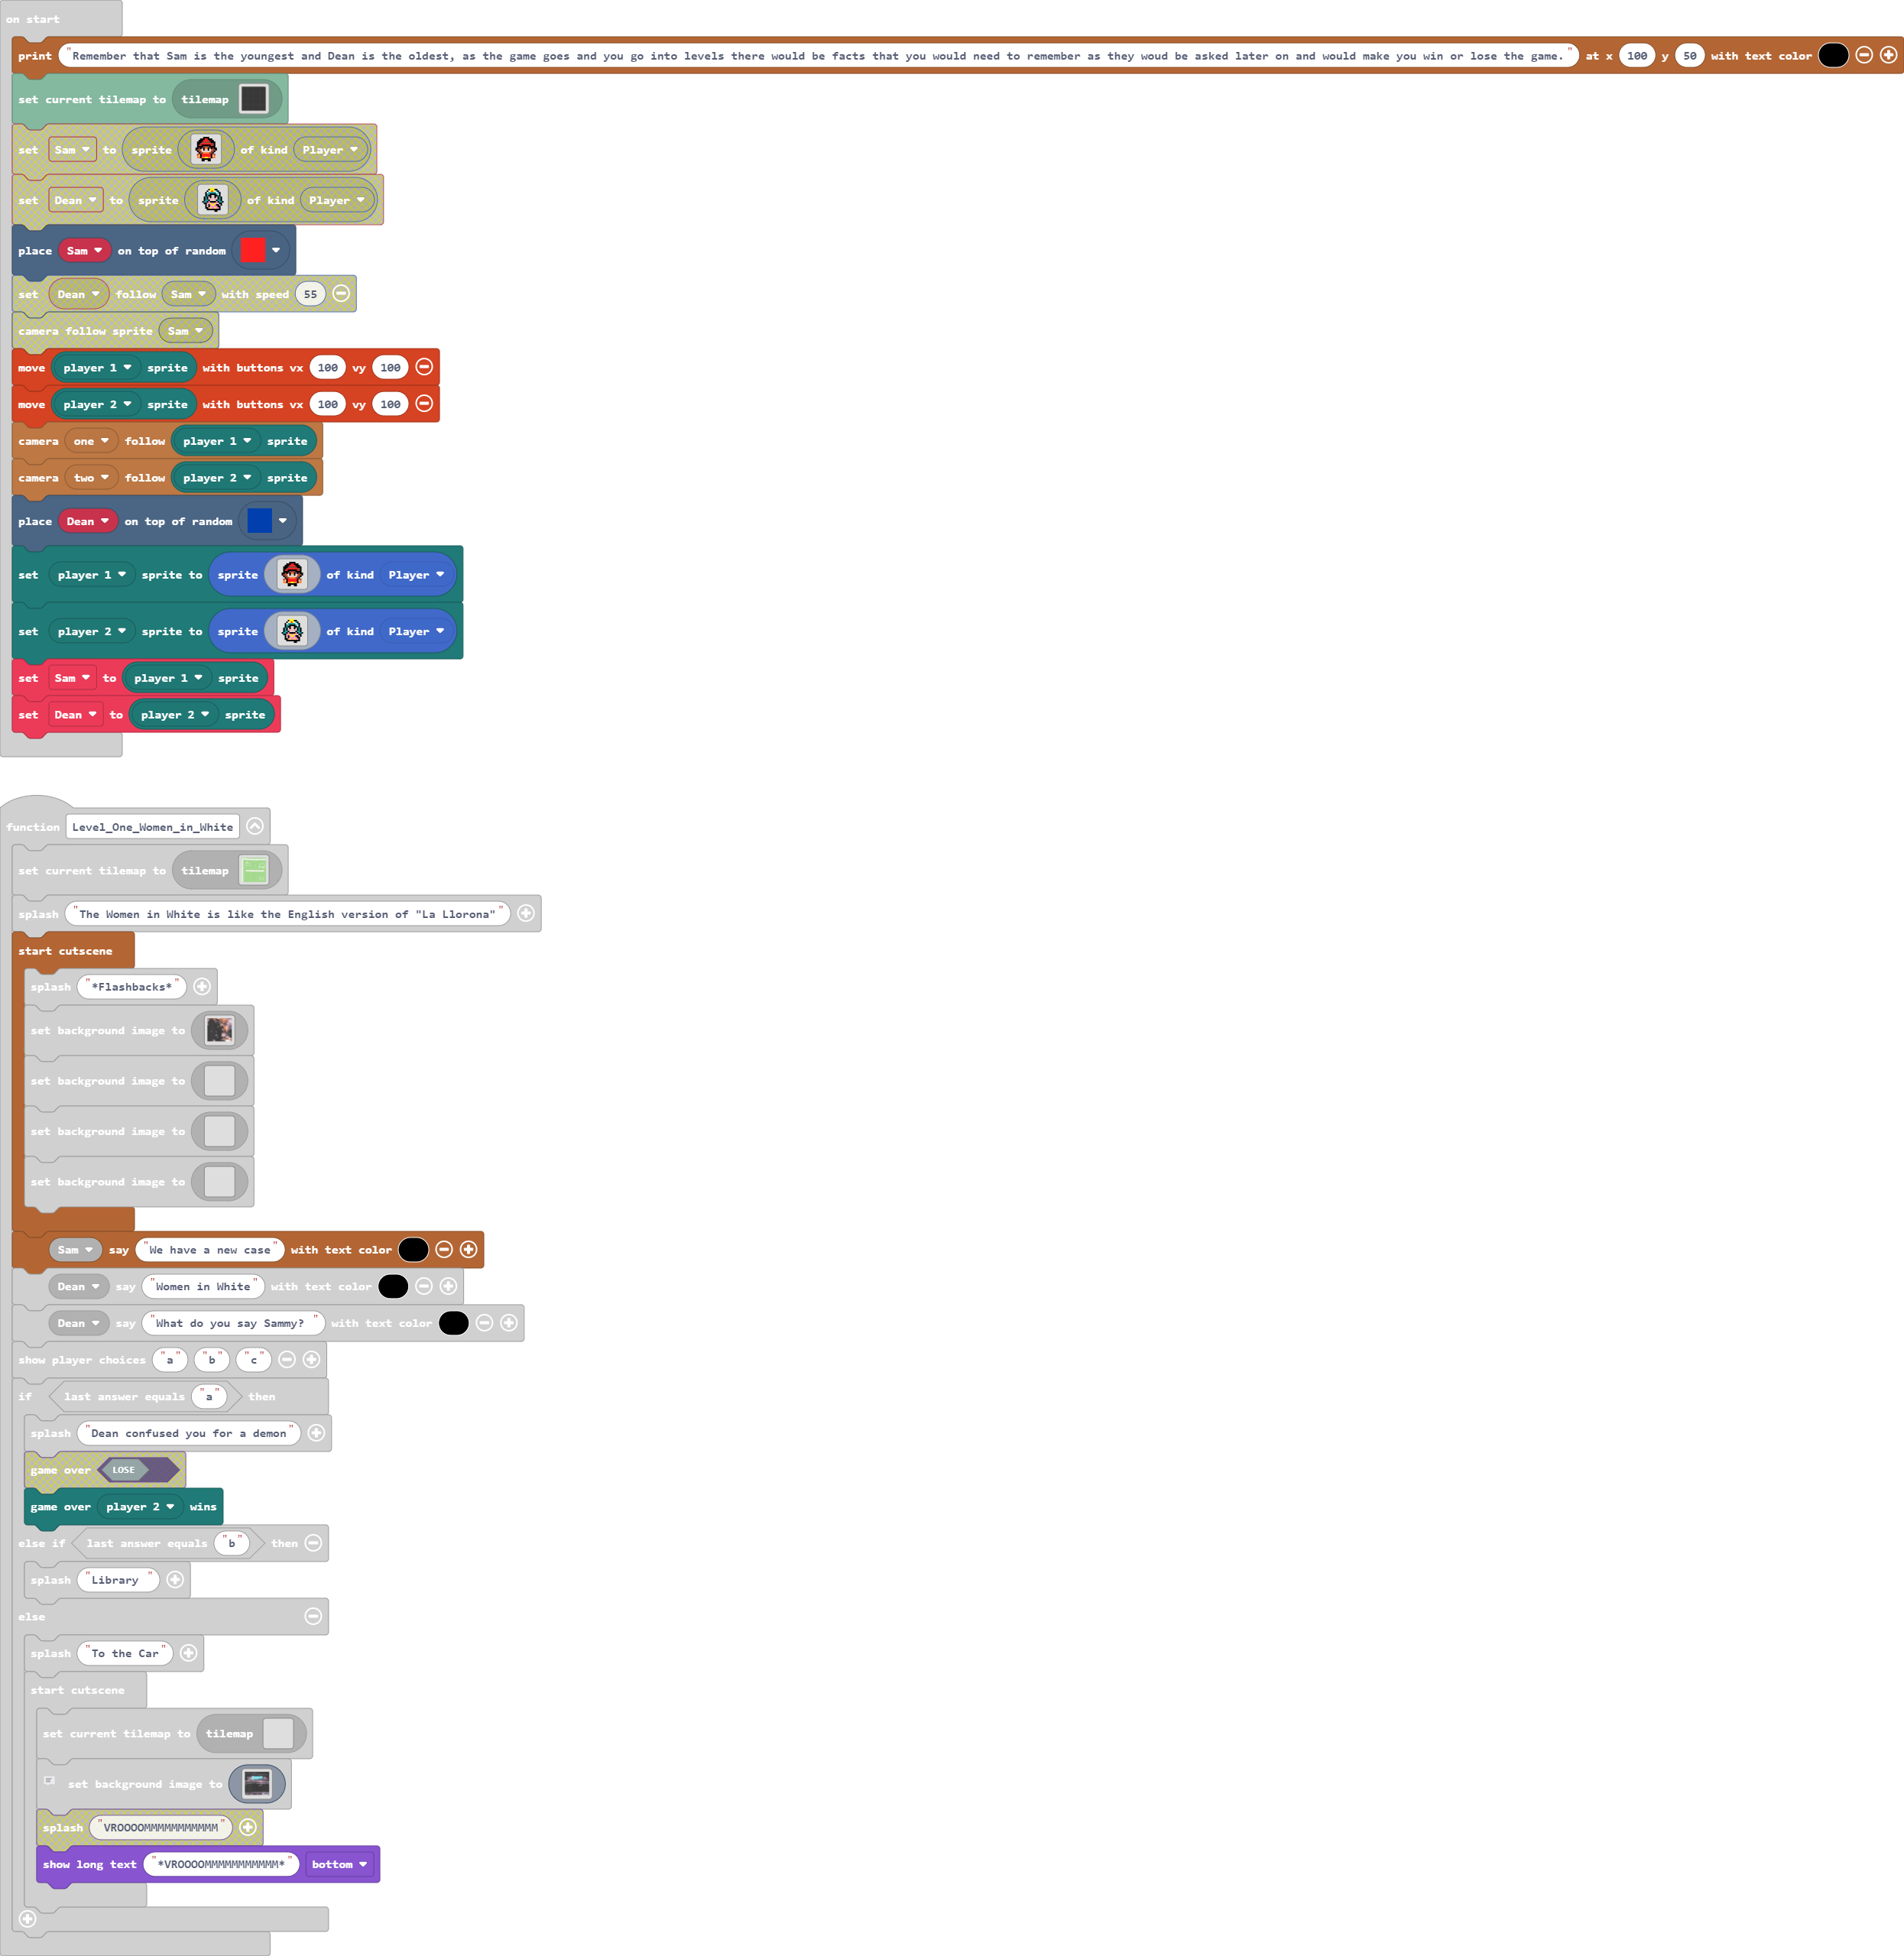 on start
print "Remember that Sam is the youngest and Dean is the oldest, as the game goes and you go into levels there would be facts that you would need to remember as they woud be asked later on and would make you win or lose the game." at x 100 y 50 with text color
set current tilemap to tilemap
set Sam to sprite of kind Player
set Dean to sprite of kind Player
place Sam on top of random
set Dean follow Sam with speed 55
camera follow sprite Sam
move player 1 sprite with buttons vx 100 vy 100
move player 2 sprite with buttons vx 100 vy 100
camera one follow player 1 sprite
camera two follow player 2 sprite
place Dean on top of random
set player 1 sprite to sprite of kind Player
set player 2 sprite to sprite of kind Player
set Sam to player 1 sprite
set Dean to player 2 sprite
function Level_One_Women_in_White
set current tilemap to tilemap
splash "The Women in White is like the English version of "La Llorona""
start cutscene
splash "*Flashbacks*"
set background image to
set background image to
set background image to
set background image to
Sam say "We have a new case" with text color
Dean say "Women in White" with text color
Dean say "What do you say Sammy? " with text color
show player choices "a" "b" "c"
if last answer equals "a" then
splash "Dean confused you for a demon"
game over LOSE
game over player 2 wins
else if last answer equals "b" then
splash "Library "
else
splash "To the Car"
start cutscene
set current tilemap to tilemap
set background image to
splash "VROOOOMMMMMMMMMMM"
show long text "*VROOOOMMMMMMMMMMM*" bottom